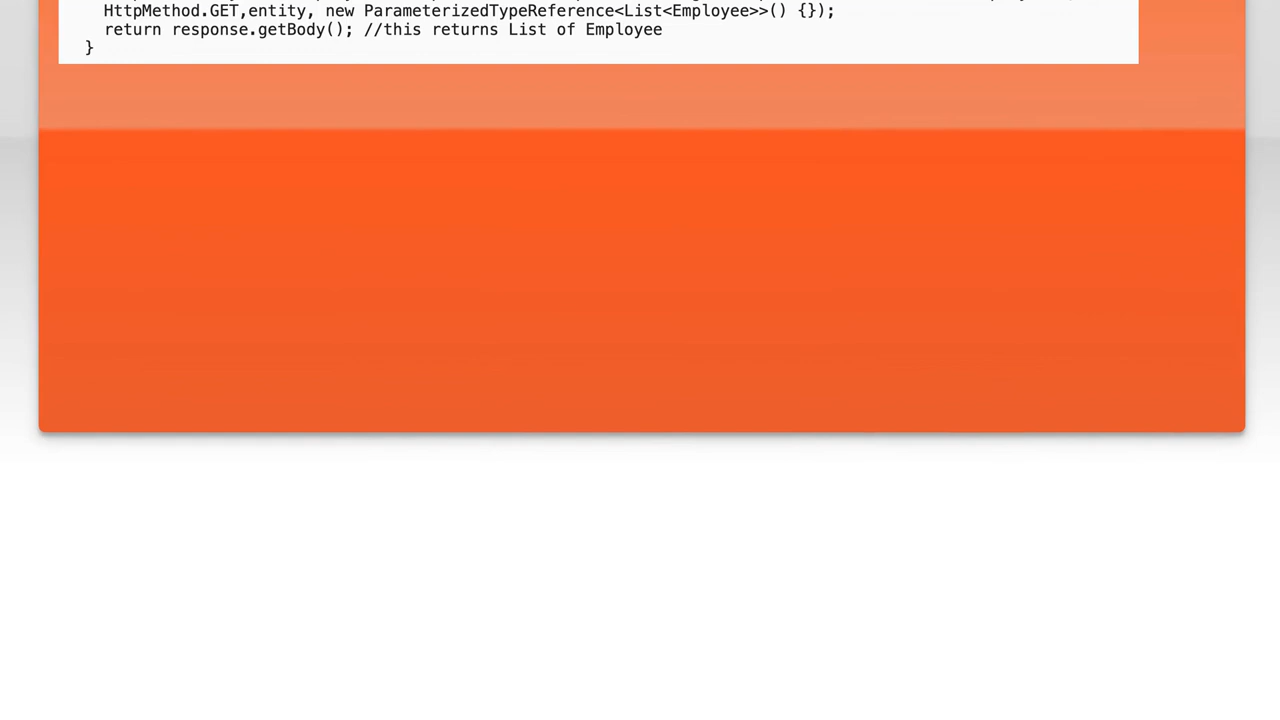 HttpMethod.GET,entity, new ParameterizedTypeReference<List<Employee>>() {});
return response.getBody(); //this returns List of Employee
}